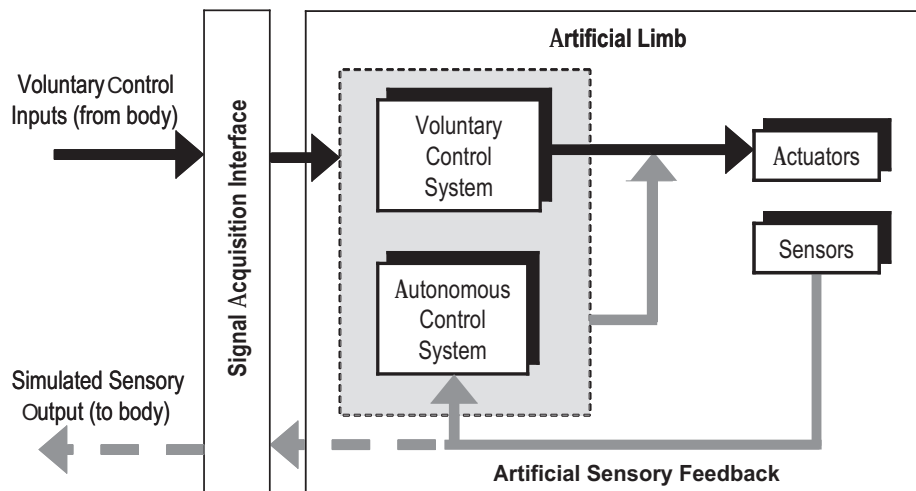 Artificial Limb
Voluntary Control
Inputs (from body)
Signal Acquisition Interface
Voluntary
Control
System
Actuators
Sensors
Autonomous
Control
System
Simulated Sensory
Output (to body)
Artificial Sensory Feedback